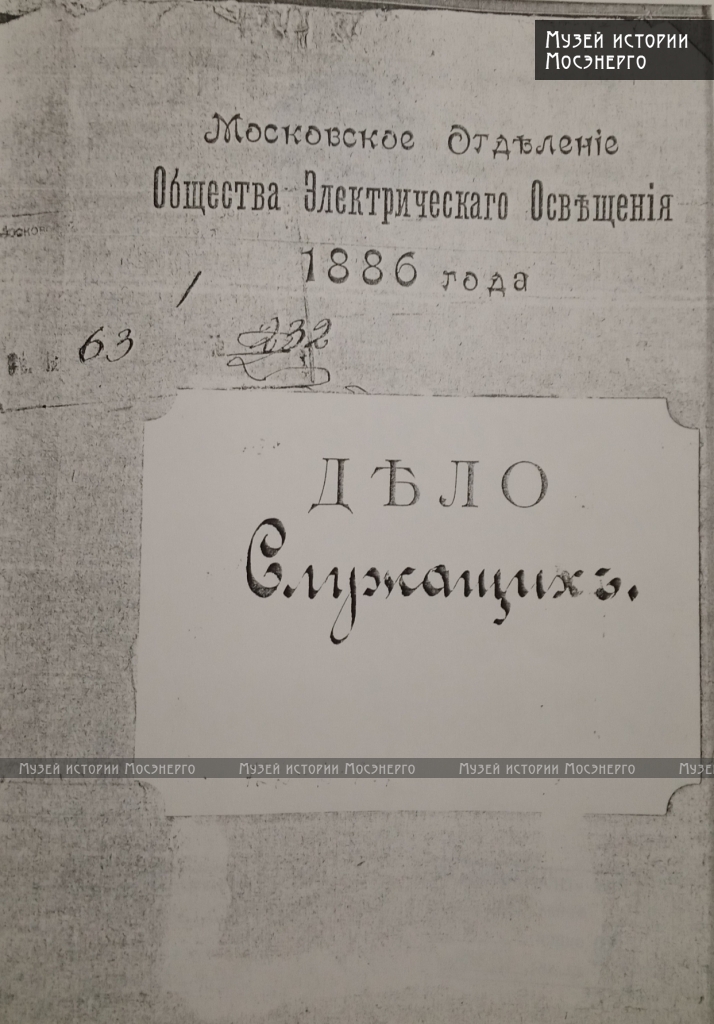 Музей истории
Мосэнерго
Московское Отдѣленіе
Общества Электрическаго Освѣщенія
1886 года
63 232
ДѢЛО
Служащихъ.
Музей истории Мосэнерго Музей истории Мосэнерго Музей истории Мосэнерго Музе